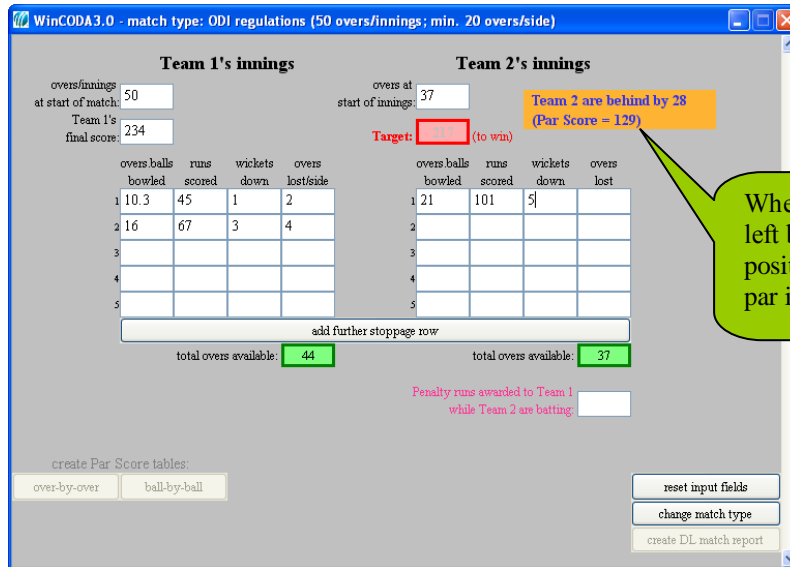 WinCODA3.0 - match type: ODI regulations (50 overs/innings; min. 20 overs/side)
Team 1's innings
overs/innings
at start of match:
50
Team 1's
final score:
234
overs.balls runs wickets overs
bowled scored down lost/side
1 10.3 45 1 2
2 16 67 3 4
3
4
5
Team 2's innings
overs at
start of innings:
37
Target: (to win)
Team 2 are behind by 28
(Par Score = 129)
overs.balls runs wickets overs
bowled scored down lost
1 21 101 5
2
3
4
5
add further stoppage row
total overs available: 44
total overs available: 37
Penalty runs awarded to Team 1
while Team 2 are batting:
create Par Score tables:
over-by-over ball-by-ball
reset input fields
change match type
create DL match report
left
posit
par i